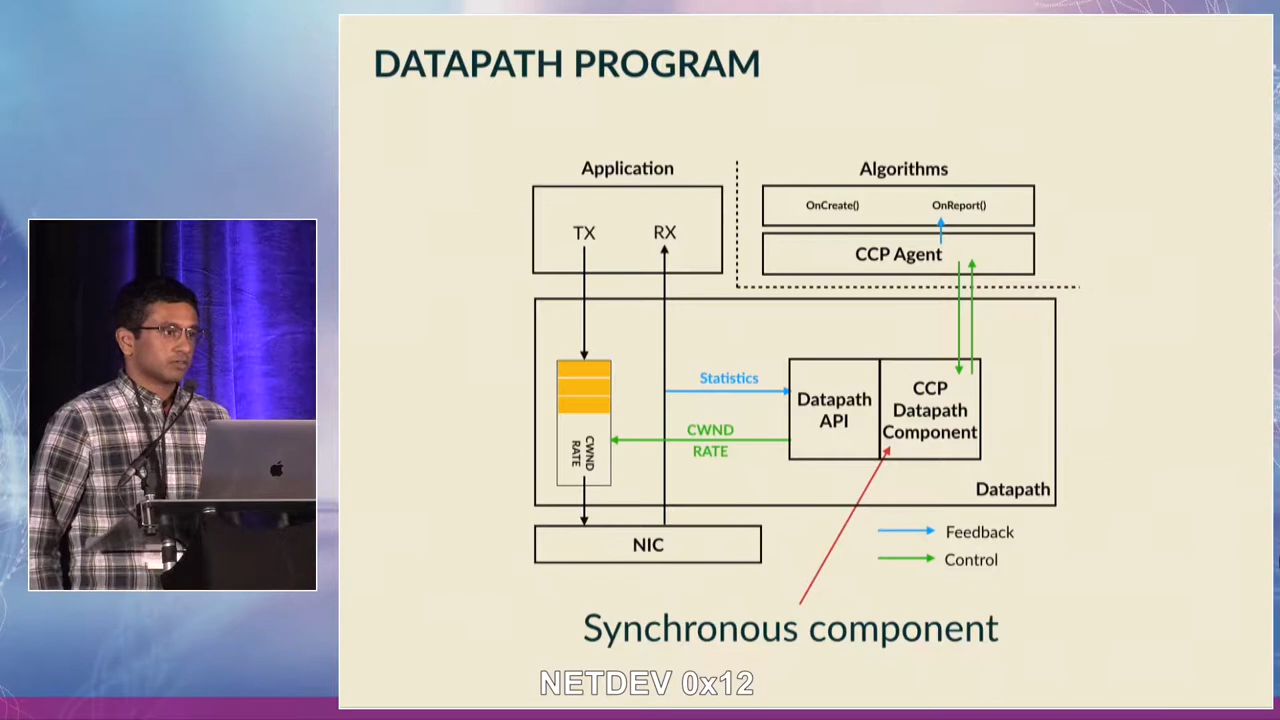 DATAPATH PROGRAM
Application
Algorithms
TX
RX
OnCreate()
OnReport()
CCP Agent
Statistics
CWND
RATE
CWND
RATE
Datapath
API
CCP
Datapath
Component
Datapath
NIC
Feedback
Control
Synchronous component
NETDEV 0x12